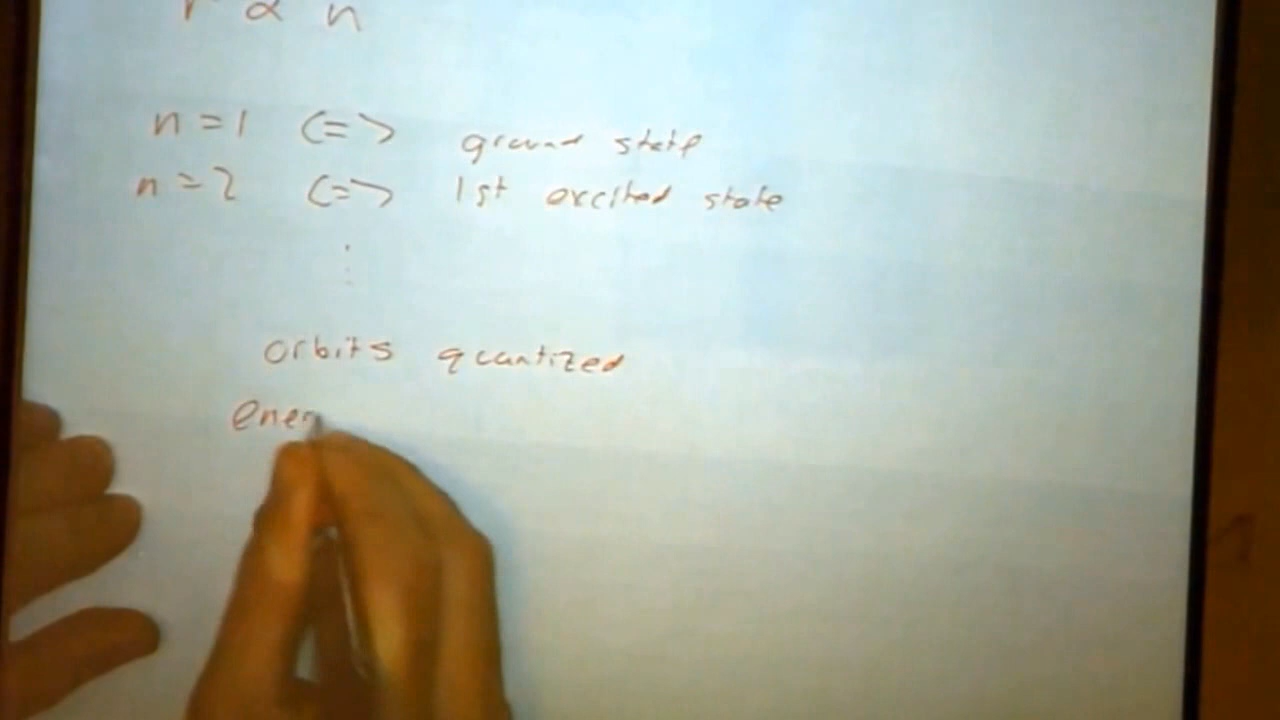 r ∝ n
n = 1 <=> ground state
n = 2 <=> 1st excited state
⋮
orbits quantized
ener